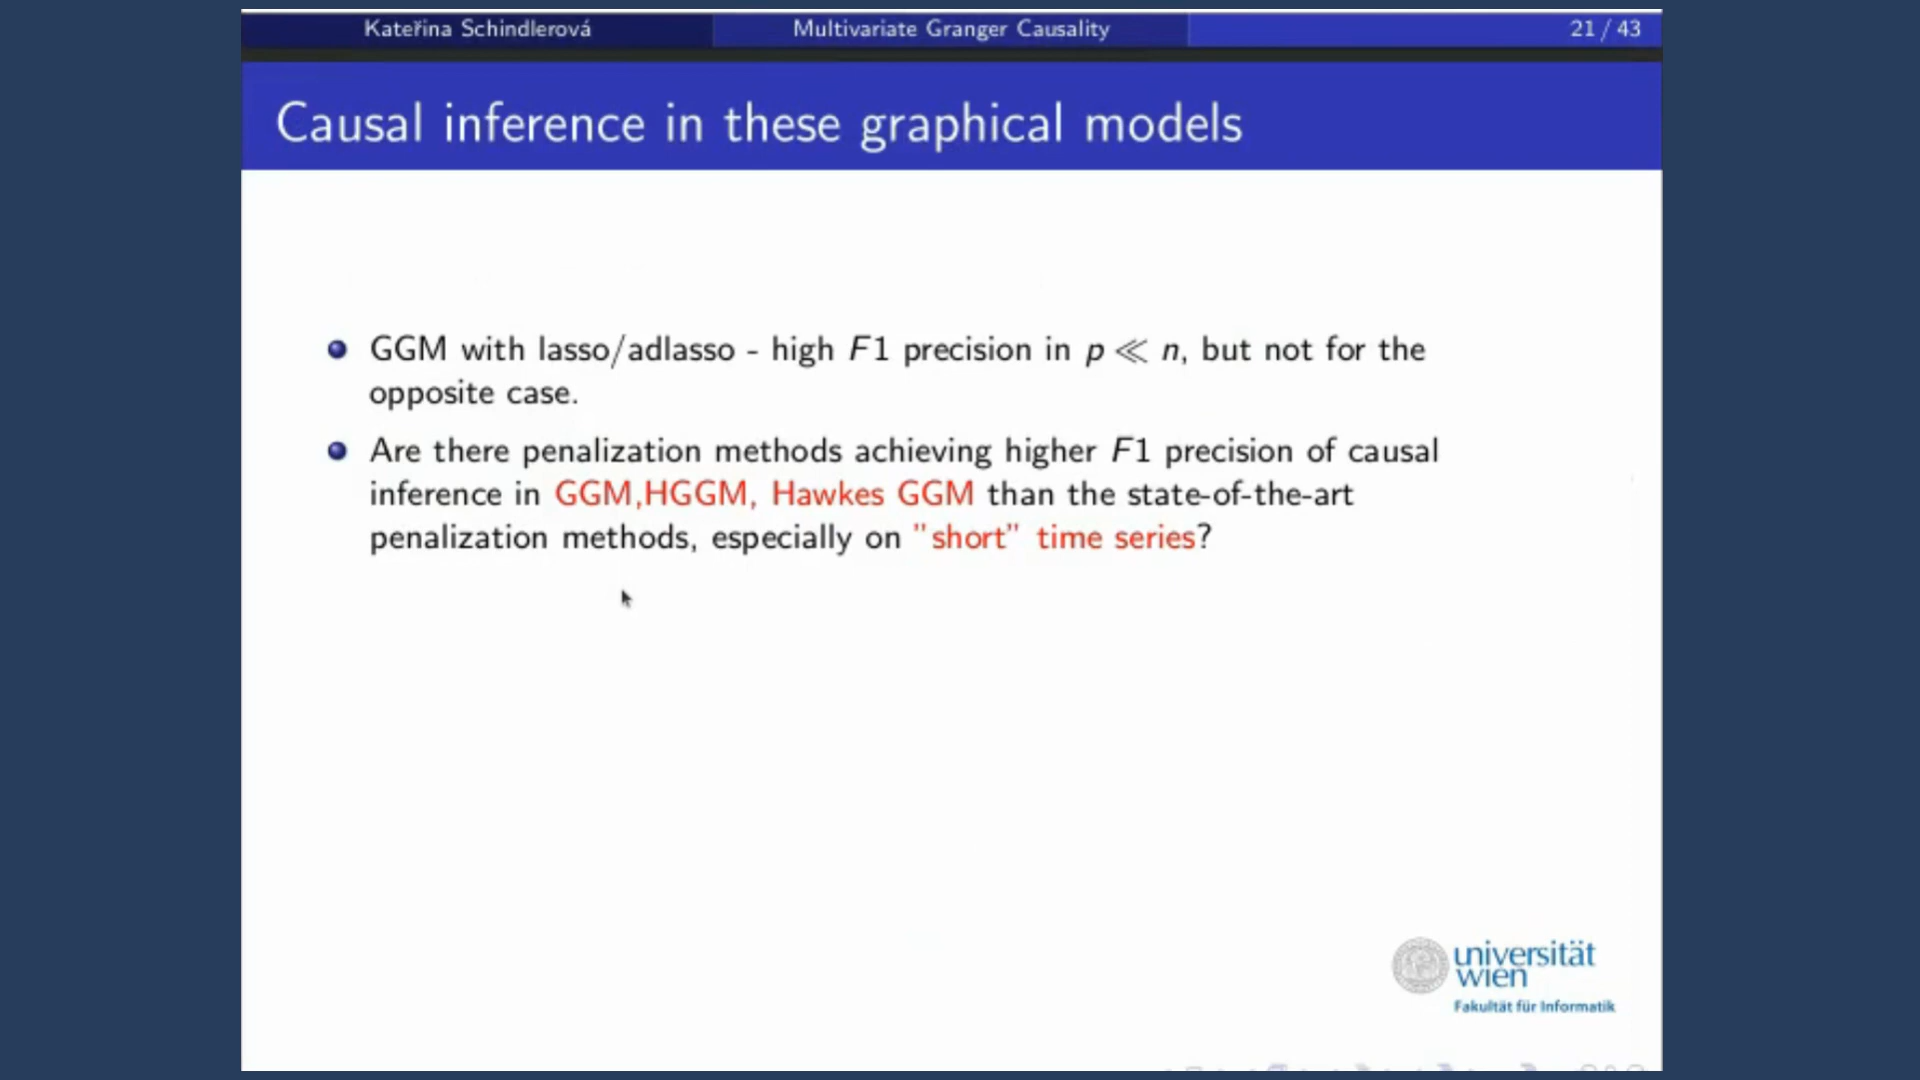 Kateřina Schindlerová Multivariate Granger Causality 21 / 43
Causal inference in these graphical models
GGM with lasso/adlasso - high F1 precision in p ≪ n, but not for the
opposite case.
Are there penalization methods achieving higher F1 precision of causal
inference in GGM,HGGM, Hawkes GGM than the state-of-the-art
penalization methods, especially on ”short” time series?
universität
wien
Fakultät für Informatik